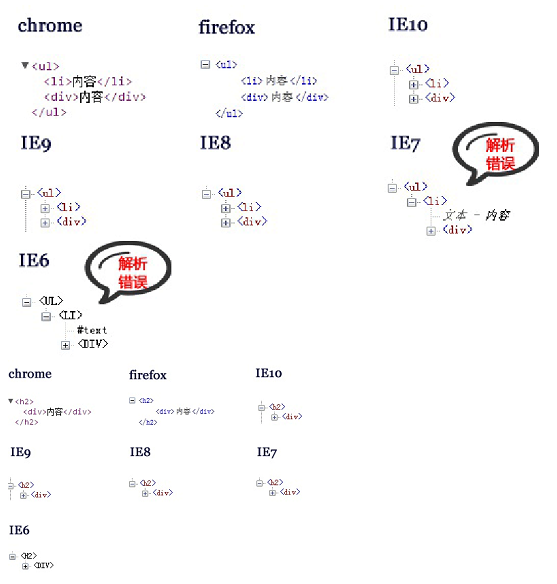 chrome
<ul>
<li>内容</li>
<div>内容</div>
</ul>
firefox
<ul>
<li>内容</li>
<div>内容</div>
</ul>
IE10
<ul>
<li>
<div>
IE9
<ul>
<li>
<div>
IE8
<ul>
<li>
<div>
IE7
解析
错误
<ul>
<li>
文本 - 内容
<div>
IE6
解析
错误
<UL>
<LI>
#text
<DIV>
chrome
<h2>
<div>内容</div>
</h2>
firefox
<h2>
<div>内容</div>
</h2>
IE10
<h2>
<div>
IE9
<h2>
<div>
IE8
<h2>
<div>
IE7
<h2>
<div>
IE6
<H2>
<DIV>